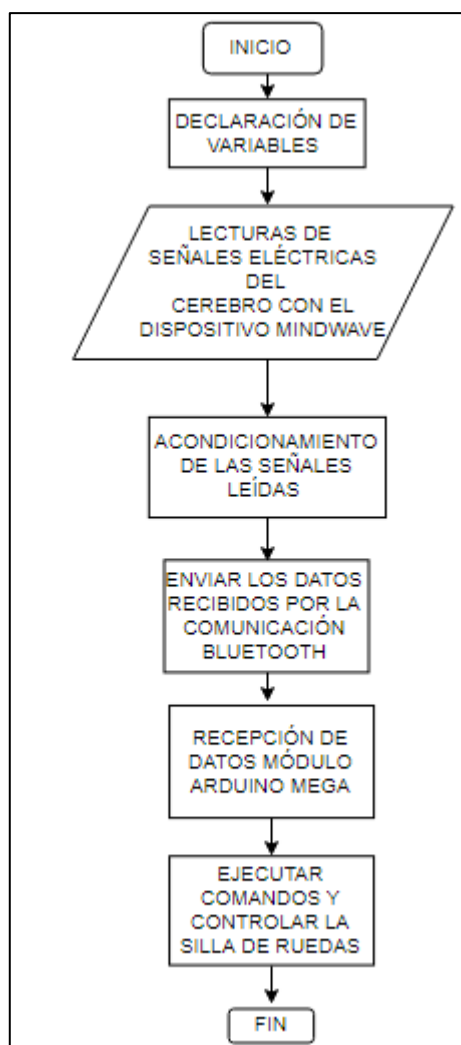 INICIO
DECLARACIÓN DE
VARIABLES
LECTURAS DE
SEÑALES ELÉCTRICAS
DEL
CEREBRO CON EL
DISPOSITIVO MINDWAVE
ACONDICIONAMIENTO
DE LAS SEÑALES
LEÍDAS
ENVIAR LOS DATOS
RECIBIDOS POR LA
COMUNICACIÓN
BLUETOOTH
RECEPCIÓN DE
DATOS MÓDULO
ARDUINO MEGA
EJECUTAR
COMANDOS Y
CONTROLAR LA
SILLA DE RUEDAS
FIN